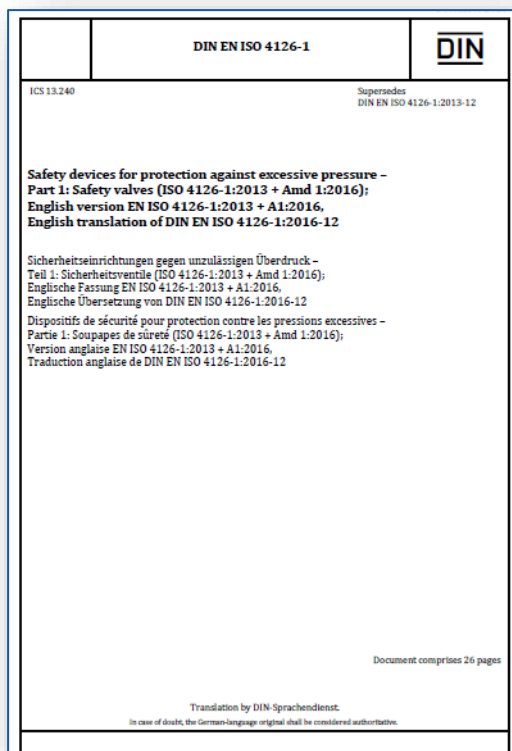 DIN EN ISO 4126-1
DIN
ICS 13.240
Supersedes
DIN EN ISO 4126-1:2013-12
Safety devices for protection against excessive pressure –
Part 1: Safety valves (ISO 4126-1:2013 + Amd 1:2016);
English version EN ISO 4126-1:2013 + A1:2016,
English translation of DIN EN ISO 4126-1:2016-12
Sicherheitseinrichtungen gegen unzulässigen Überdruck –
Teil 1: Sicherheitsventile (ISO 4126-1:2013 + Amd 1:2016);
Englische Fassung EN ISO 4126-1:2013 + A1:2016,
Englische Übersetzung von DIN EN ISO 4126-1:2016-12
Dispositifs de sécurité pour protection contre les pressions excessives –
Partie 1: Soupapes de sûreté (ISO 4126-1:2013 + Amd 1:2016);
Version anglaise EN ISO 4126-1:2013 + A1:2016,
Traduction anglaise de DIN EN ISO 4126-1:2016-12
Document comprises 26 pages
Translation by DIN-Sprachendienst.
In case of doubt, the German-language original shall be considered authoritative.